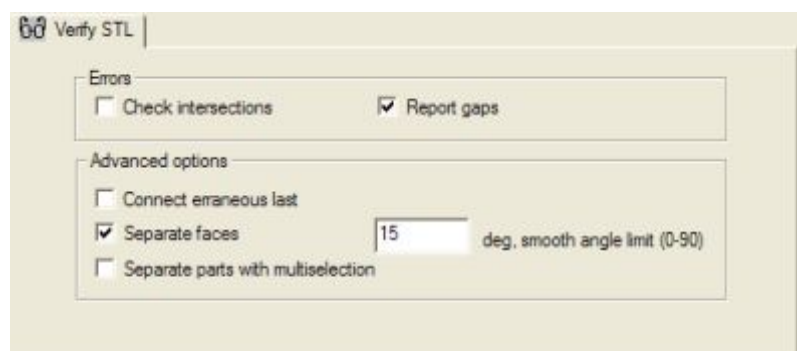 Verify STL
Errors
Check intersections Report gaps
Advanced options
Connect erraneous last
Separate faces 15 deg, smooth angle limit (0-90)
Separate parts with multiselection